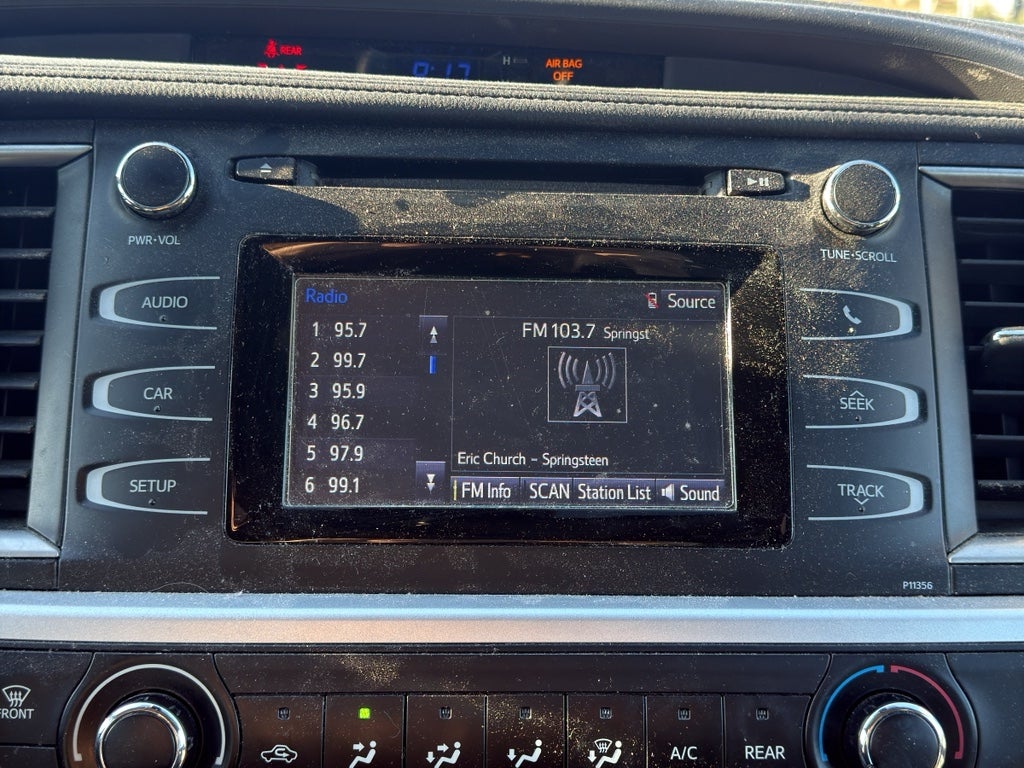 REAR
8:17
H
AIR BAG
OFF
PWR•VOL
TUNE•SCROLL
AUDIO
CAR
SETUP
SEEK
TRACK
Radio
Source
1 95.7
2 99.7
3 95.9
4 96.7
5 97.9
6 99.1
FM 103.7 Springst
Eric Church - Springsteen
FM Info SCAN Station List Sound
P11356
FRONT
A/C
REAR